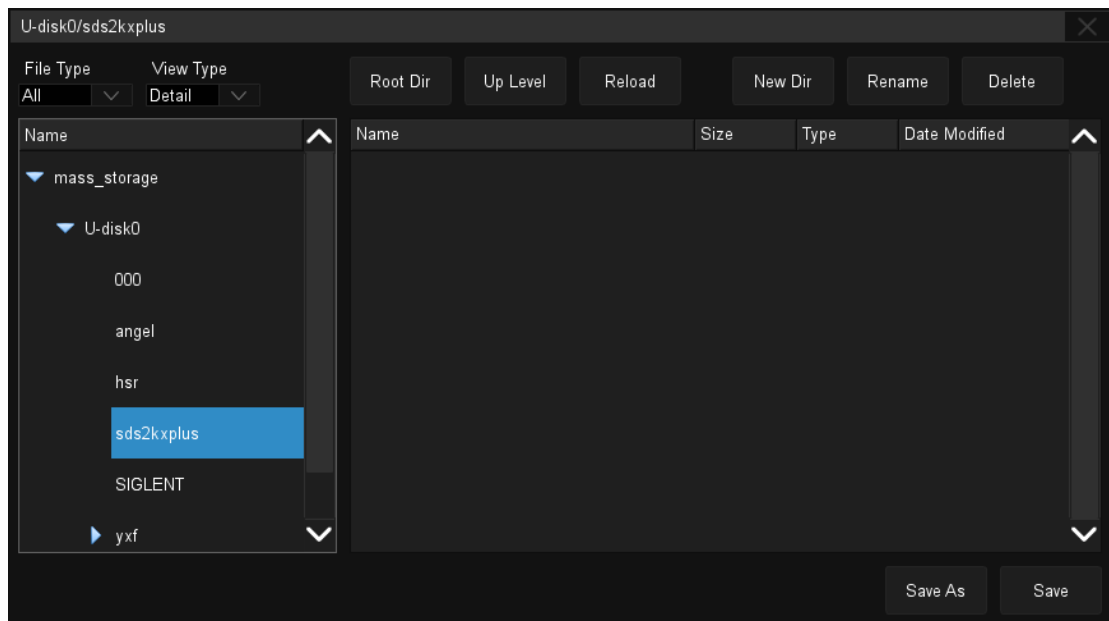 U-disk0/sds2kxplus
File Type View Type
All Detail
Root Dir Up Level Reload New Dir Rename Delete
Name
mass_storage
U-disk0
000
angel
hsr
sds2kxplus
SIGLENT
yxf
Name Size Type Date Modified
Save As Save